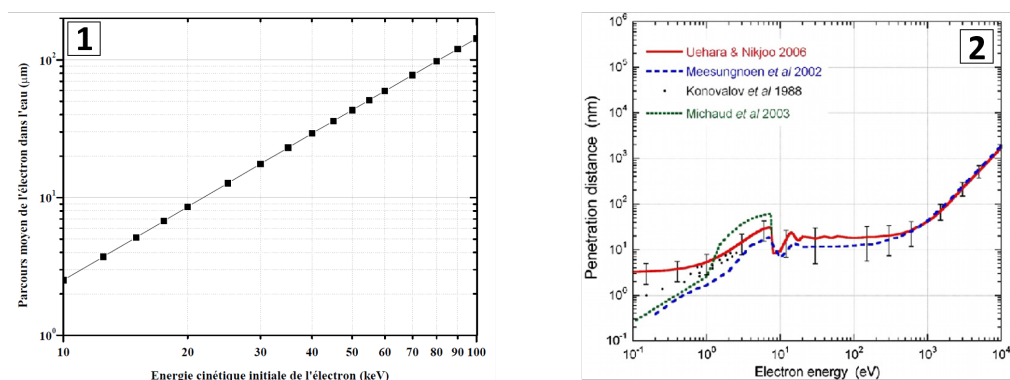 1
Parcours moyen de l'électron dans l'eau (μm)
10²
10¹
10⁰
10 20 30 40 50 60 70 80 90 100
Energie cinétique initiale de l'électron (keV)
2
Uehara & Nikjoo 2006
Meesungnoen et al 2002
Konovalov et al 1988
Michaud et al 2003
Penetration distance (nm)
10⁶
10⁵
10⁴
10³
10²
10¹
10⁰
10⁻¹
10⁻¹ 10⁰ 10¹ 10² 10³ 10⁴
Electron energy (eV)